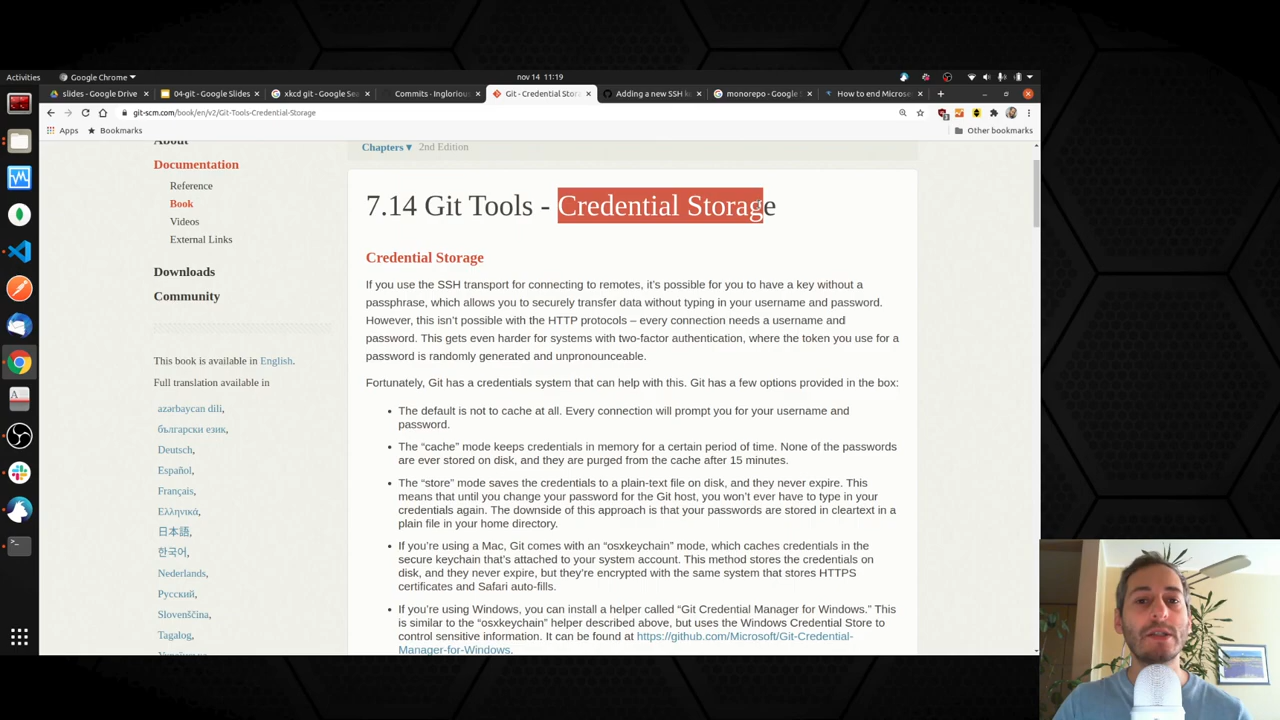 Activities
Google Chrome
nov 14 11:19
slides - Google Drive
04-git - Google Slides
xkcd git - Google Sea
Commits · Inglorious
Git - Credential Stora
Adding a new SSH k
monorepo - Google S
How to end Microse
git-scm.com/book/en/v2/Git-Tools-Credential-Storage
Apps
Bookmarks
Other bookmarks
About
Documentation
Reference
Book
Videos
External Links
Downloads
Community
This book is available in English.
Full translation available in
azərbaycan dili,
български език,
Deutsch,
Español,
Français,
Ελληνικά,
日本語,
한국어,
Nederlands,
Русский,
Slovenščina,
Tagalog,
Chapters ▾ 2nd Edition
7.14 Git Tools - Credential Storage
Credential Storage
If you use the SSH transport for connecting to remotes, it’s possible for you to have a key without a
passphrase, which allows you to securely transfer data without typing in your username and password.
However, this isn’t possible with the HTTP protocols – every connection needs a username and
password. This gets even harder for systems with two-factor authentication, where the token you use for a
password is randomly generated and unpronounceable.
Fortunately, Git has a credentials system that can help with this. Git has a few options provided in the box:
• The default is not to cache at all. Every connection will prompt you for your username and
password.
• The “cache” mode keeps credentials in memory for a certain period of time. None of the passwords
are ever stored on disk, and they are purged from the cache after 15 minutes.
• The “store” mode saves the credentials to a plain-text file on disk, and they never expire. This
means that until you change your password for the Git host, you won’t ever have to type in your
credentials again. The downside of this approach is that your passwords are stored in cleartext in a
plain file in your home directory.
• If you’re using a Mac, Git comes with an “osxkeychain” mode, which caches credentials in the
secure keychain that’s attached to your system account. This method stores the credentials on
disk, and they never expire, but they’re encrypted with the same system that stores HTTPS
certificates and Safari auto-fills.
• If you’re using Windows, you can install a helper called “Git Credential Manager for Windows.” This
is similar to the “osxkeychain” helper described above, but uses the Windows Credential Store to
control sensitive information. It can be found at https://github.com/Microsoft/Git-Credential-
Manager-for-Windows.